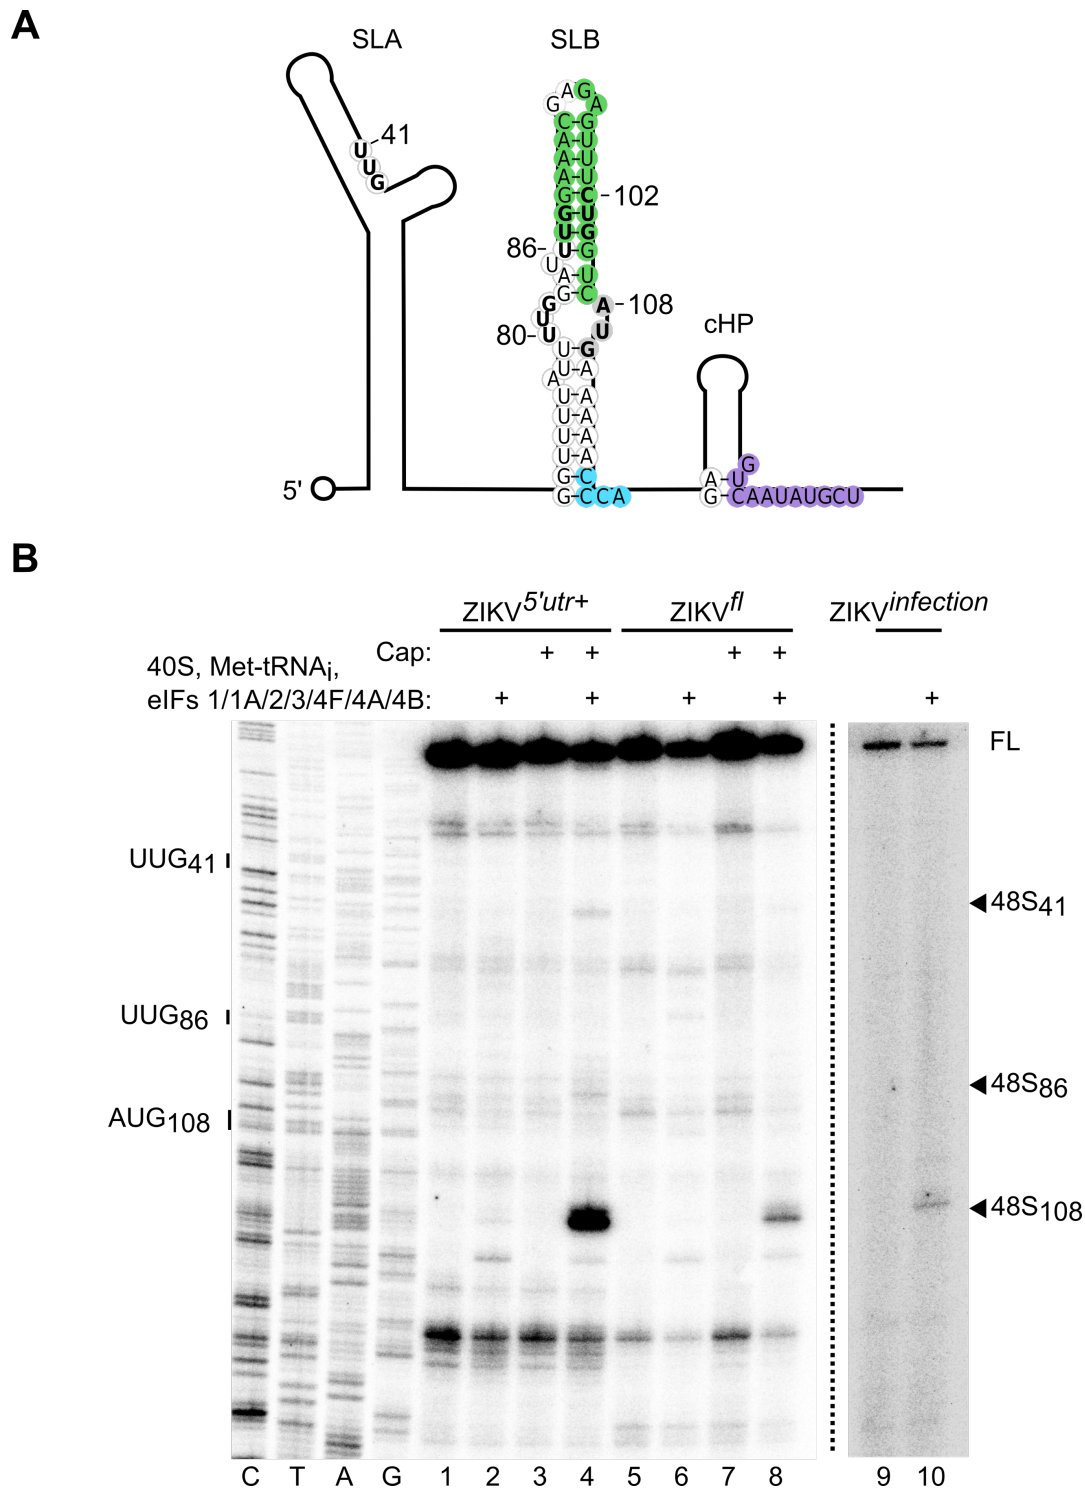 A
SLA SLB
41
U
U
G
A G
G A
C-G
A-U
A-U
A-U
G-C 102
G-U
U-G
86 U-G
U
A-U
G-C
G A 108
U U
80 U
U-G cHP
U-A
A
U-A
U-A
U-A
U-A
G-C G
A-U
5' G-CCA G-CAAUAUGCU
B
ZIKV5'utr+ ZIKVfl ZIKVinfection
Cap: + + + +
40S, Met-tRNAi,
eIFs 1/1A/2/3/4F/4A/4B: + + + + +
FL
UUG41
48S41
UUG86
48S86
AUG108
48S108
C T A G 1 2 3 4 5 6 7 8 9 10